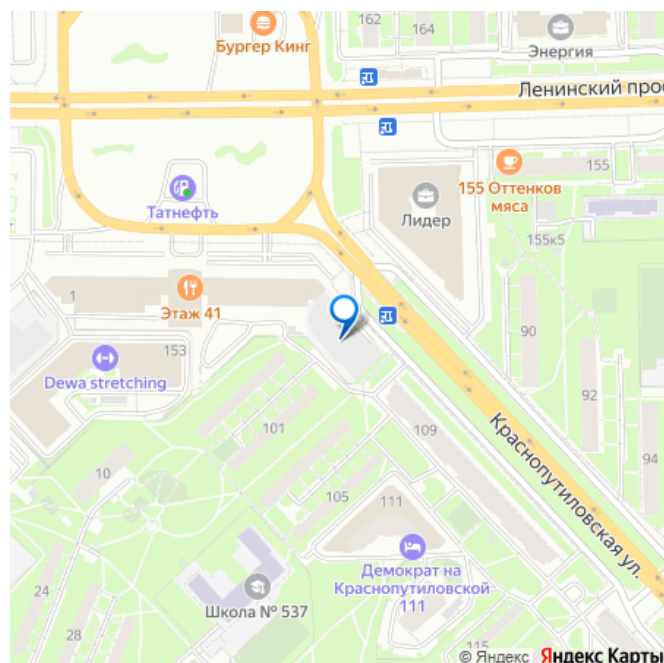 162
164
Энергия
Бургер Кинг
Ленинский прос
155
155 Оттенков
мяса
Татнефть
Лидер
155к5
1
Этаж 41
90
153
Dewa stretching
92
101
109
Краснопутиловская ул.
94
10
105
111
Демократ на
Краснопутиловской
111
24
Школа № 537
28
115
© Яндекс Яндекс Карты